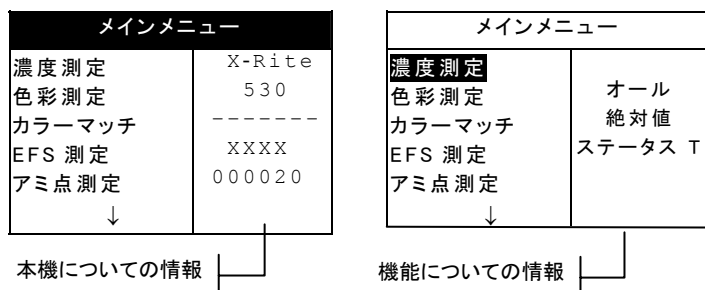 メインメニュー
濃度測定
色彩測定
カラーマッチ
EFS 測定
アミ点測定
↓
X-Rite
530
-------
XXXX
000020
本機についての情報
メインメニュー
濃度測定
色彩測定
カラーマッチ
EFS 測定
アミ点測定
↓
オール
絶対値
ステータス T
機能についての情報